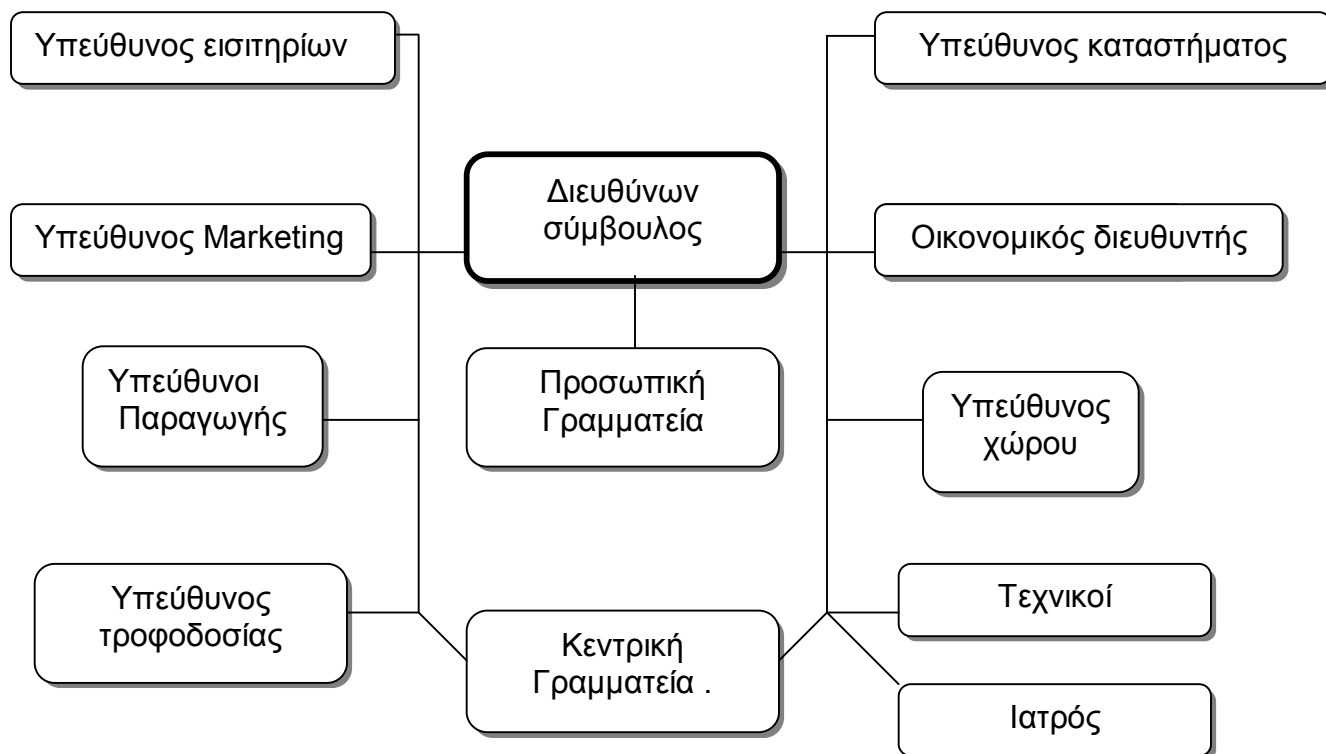 Υπεύθυνος εισιτηρίων
Υπεύθυνος καταστήματος
Διευθύνων
σύμβουλος
Υπεύθυνος Marketing
Οικονομικός διευθυντής
Υπεύθυνοι
Παραγωγής
Προσωπική
Γραμματεία
Υπεύθυνος
χώρου
Υπεύθυνος
τροφοδοσίας
Κεντρική
Γραμματεία .
Τεχνικοί
Ιατρός